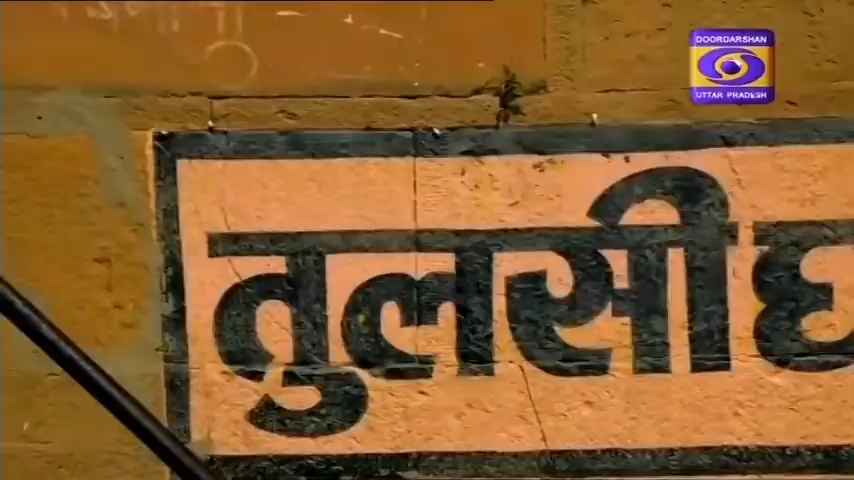 DOORDARSHAN
UTTAR PRADESH
तुलसी